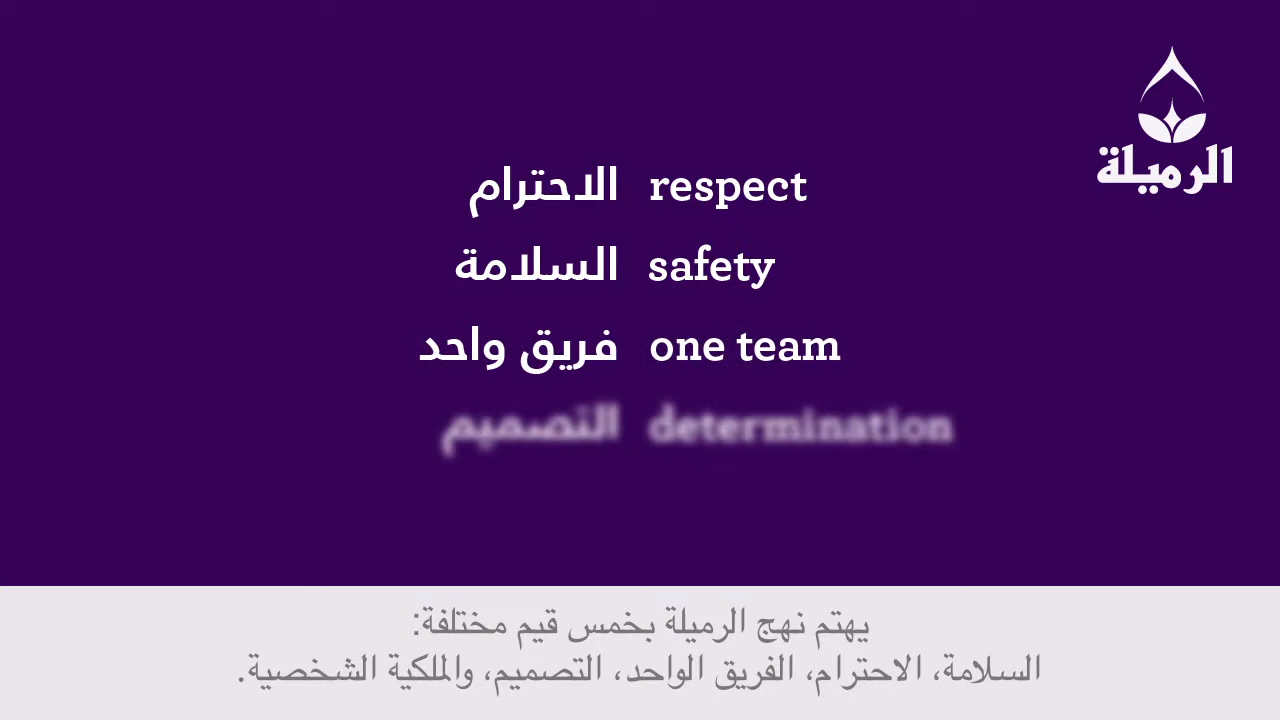 الرميلة
الاحترام respect
السلامة safety
فريق واحد one team
التصميم determination
يهتم نهج الرميلة بخمس قيم مختلفة:
السلامة، الاحترام، الفريق الواحد، التصميم، والملكية الشخصية.